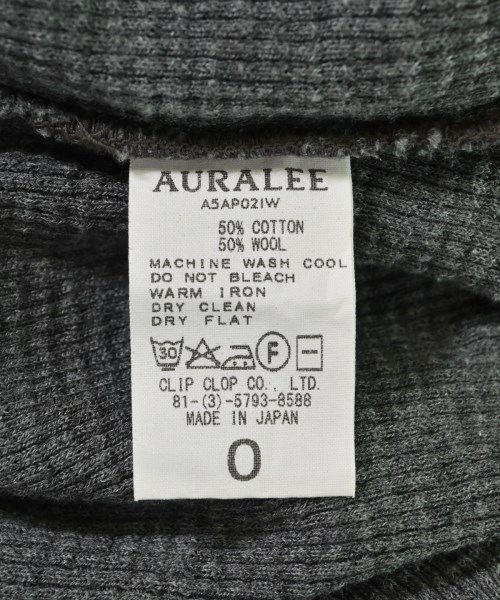 AURALEE
A5AP02IW
50% COTTON
50% WOOL
MACHINE WASH COOL
DO NOT BLEACH
WARM IRON
DRY CLEAN
DRY FLAT
30 F
CLIP CLOP CO., LTD.
81-(3)-5793-8588
MADE IN JAPAN
0